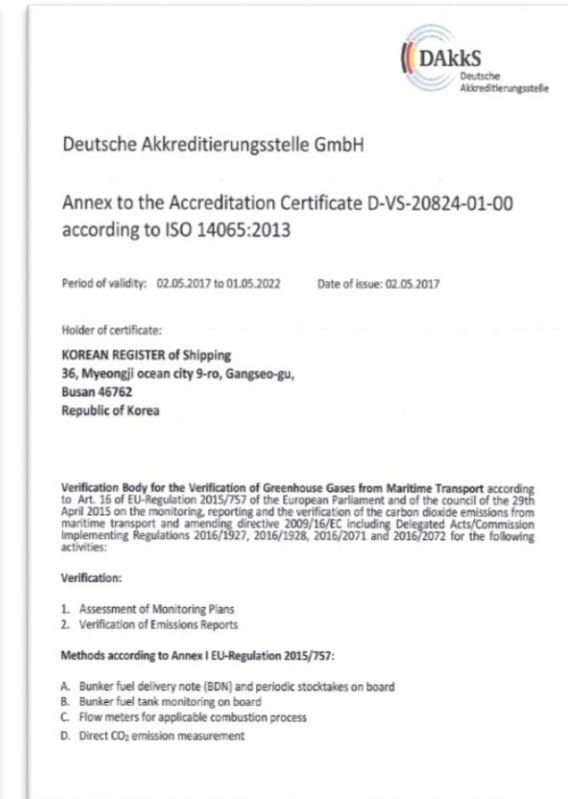 DAkkS
Deutsche
Akkreditierungsstelle
Deutsche Akkreditierungsstelle GmbH
Annex to the Accreditation Certificate D-VS-20824-01-00
according to ISO 14065:2013
Period of validity: 02.05.2017 to 01.05.2022 Date of issue: 02.05.2017
Holder of certificate:
KOREAN REGISTER of Shipping
36, Myeongji ocean city 9-ro, Gangseo-gu,
Busan 46762
Republic of Korea
Verification Body for the Verification of Greenhouse Gases from Maritime Transport according
to Art. 16 of EU-Regulation 2015/757 of the European Parliament and of the council of the 29th
April 2015 on the monitoring, reporting and the verification of the carbon dioxide emissions from
maritime transport and amending directive 2009/16/EC including Delegated Acts/Commission
Implementing Regulations 2016/1927, 2016/1928, 2016/2071 and 2016/2072 for the following
activities:
Verification:
1. Assessment of Monitoring Plans
2. Verification of Emissions Reports
Methods according to Annex I EU-Regulation 2015/757:
A. Bunker fuel delivery note (BDN) and periodic stocktakes on board
B. Bunker fuel tank monitoring on board
C. Flow meters for applicable combustion process
D. Direct CO₂ emission measurement